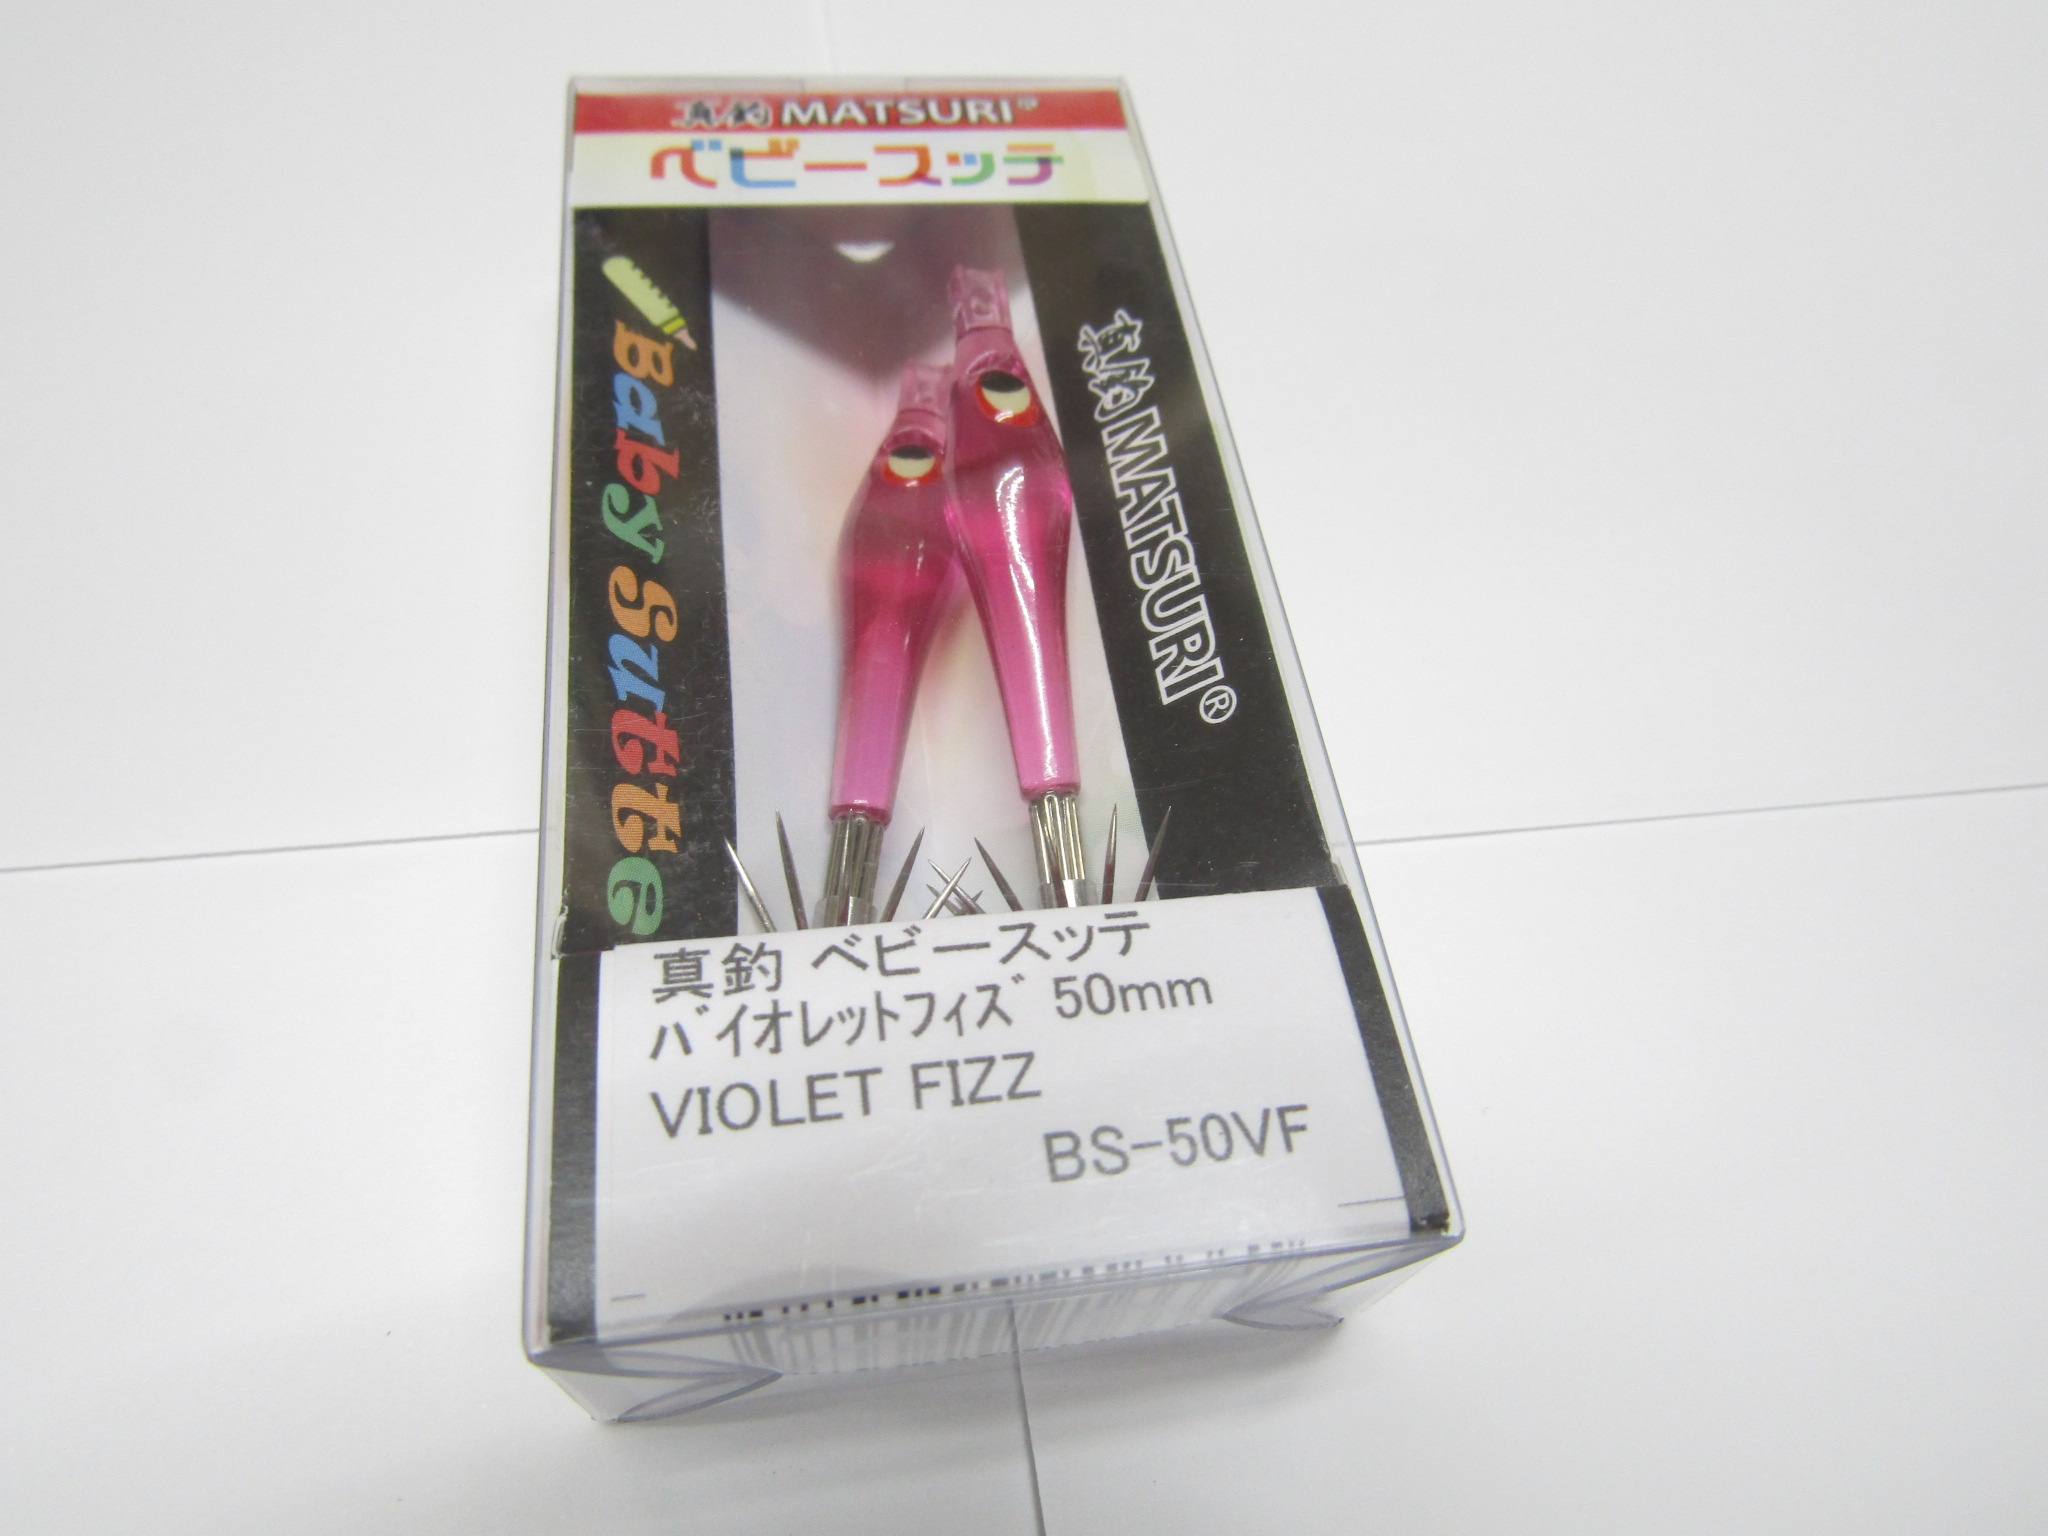 真釣 MATSURI®
ベビースッテ
Baby Sutte
真釣 MATSURI®
真釣 ベビースッテ
ﾊﾞイオレットフィズ 50mm
VIOLET FIZZ
BS-50VF